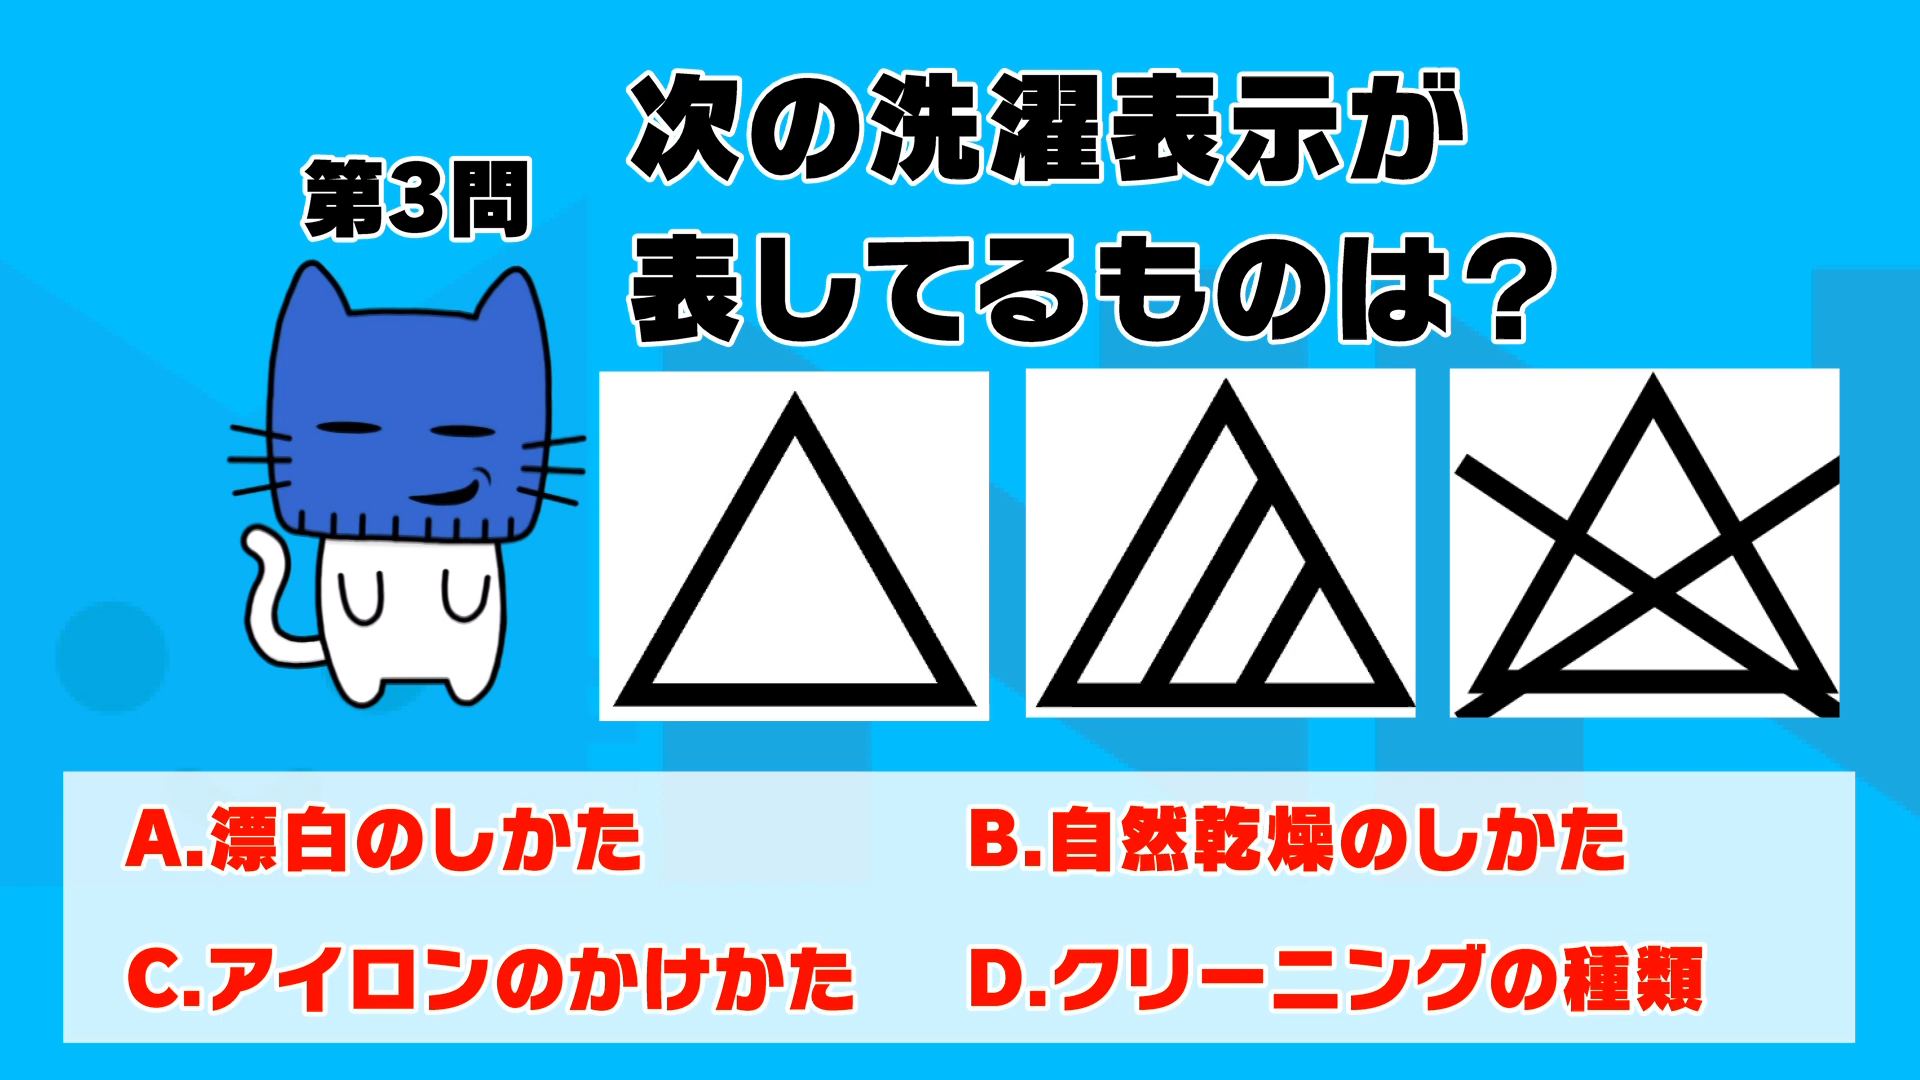 第3問
次の洗濯表示が
表してるものは?
A.漂白のしかた
B.自然乾燥のしかた
C.アイロンのかけかた
D.クリーニングの種類